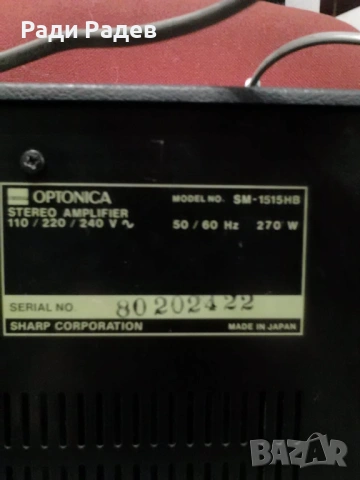 Ради Радев
OPTONICA MODEL NO. SM-1515HB
STEREO AMPLIFIER
110 / 220 / 240 V ∿ 50 / 60 Hz 270 W
SERIAL NO. 80202422
SHARP CORPORATION MADE IN JAPAN
BAZAR